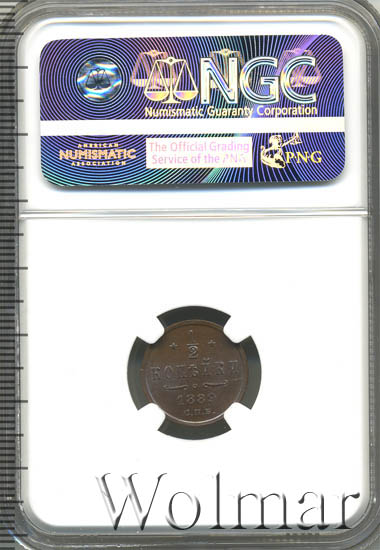 NGC
Numismatic Guaranty Corporation
AMERICAN
NUMISMATIC
ASSOCIATION
The Official Grading
Service of the PNG
PNG
1/2
КОПѢЙКИ
1889
С.П.Б.
Wolmar